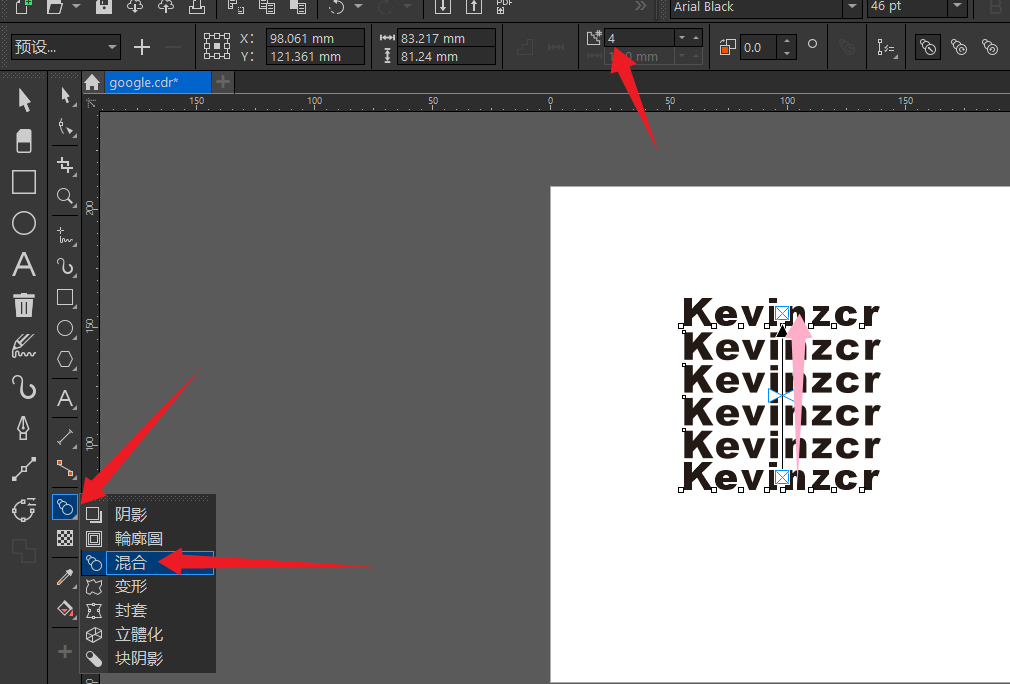 PDF
Arial Black
46 pt
预设...
X:
98.061 mm
83.217 mm
4
0.0
Y:
121.361 mm
81.24 mm
mm
google.cdr*
150 100 50 0 50 100 150
200
150
100
Kevinzcr
Kevinzcr
Kevinzcr
Kevinzcr
Kevinzcr
Kevinzcr
阴影
輪廓圖
混合
变形
封套
立體化
块阴影